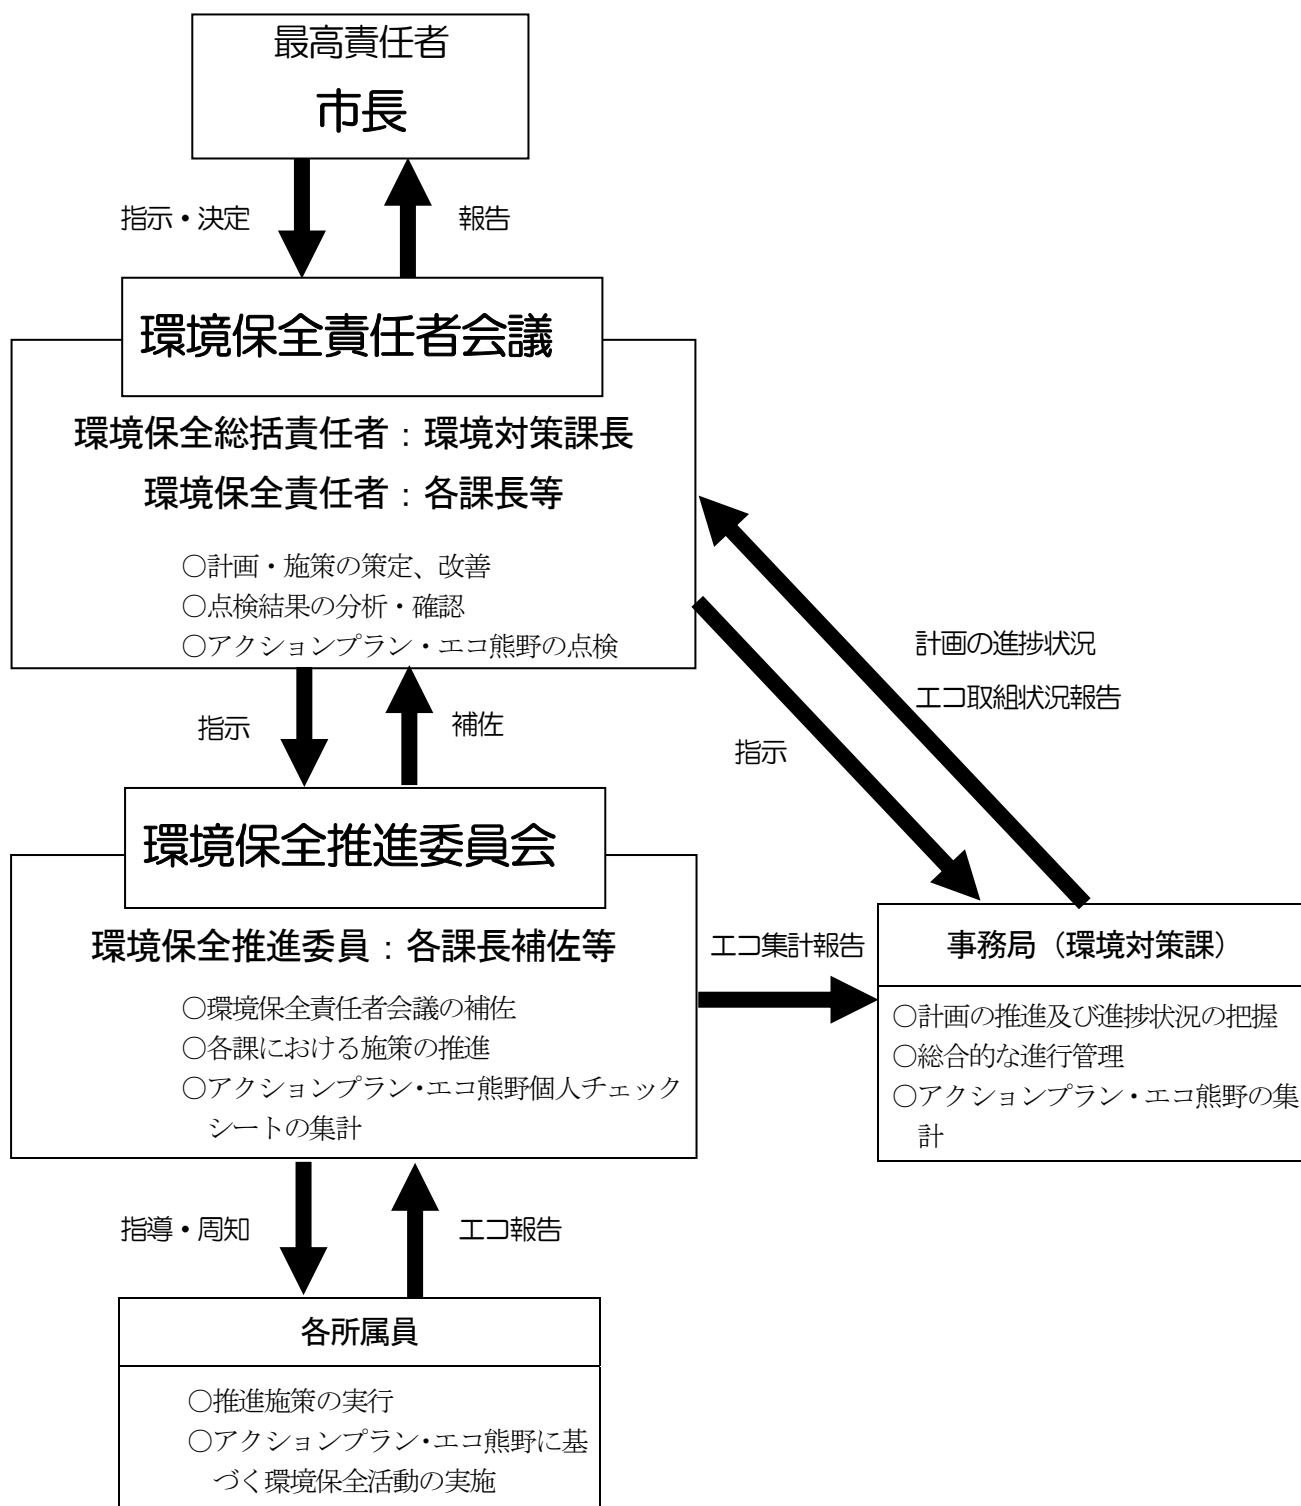 最高責任者
市長
指示・決定
報告
環境保全責任者会議
環境保全総括責任者：環境対策課長
環境保全責任者：各課長等
○計画・施策の策定、改善
○点検結果の分析・確認
○アクションプラン・エコ熊野の点検
計画の進捗状況
エコ取組状況報告
指示
補佐
指示
環境保全推進委員会
環境保全推進委員：各課長補佐等
○環境保全責任者会議の補佐
○各課における施策の推進
○アクションプラン・エコ熊野個人チェック
シートの集計
エコ集計報告
事務局（環境対策課）
○計画の推進及び進捗状況の把握
○総合的な進行管理
○アクションプラン・エコ熊野の集
計
指導・周知
エコ報告
各所属員
○推進施策の実行
○アクションプラン・エコ熊野に基
づく環境保全活動の実施